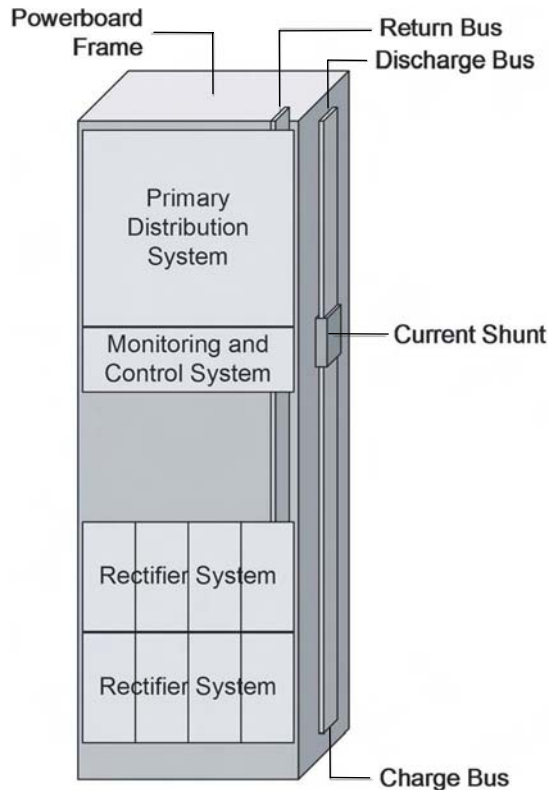 Powerboard
Frame
Return Bus
Discharge Bus
Primary
Distribution
System
Current Shunt
Monitoring and
Control System
Rectifier System
Rectifier System
Charge Bus